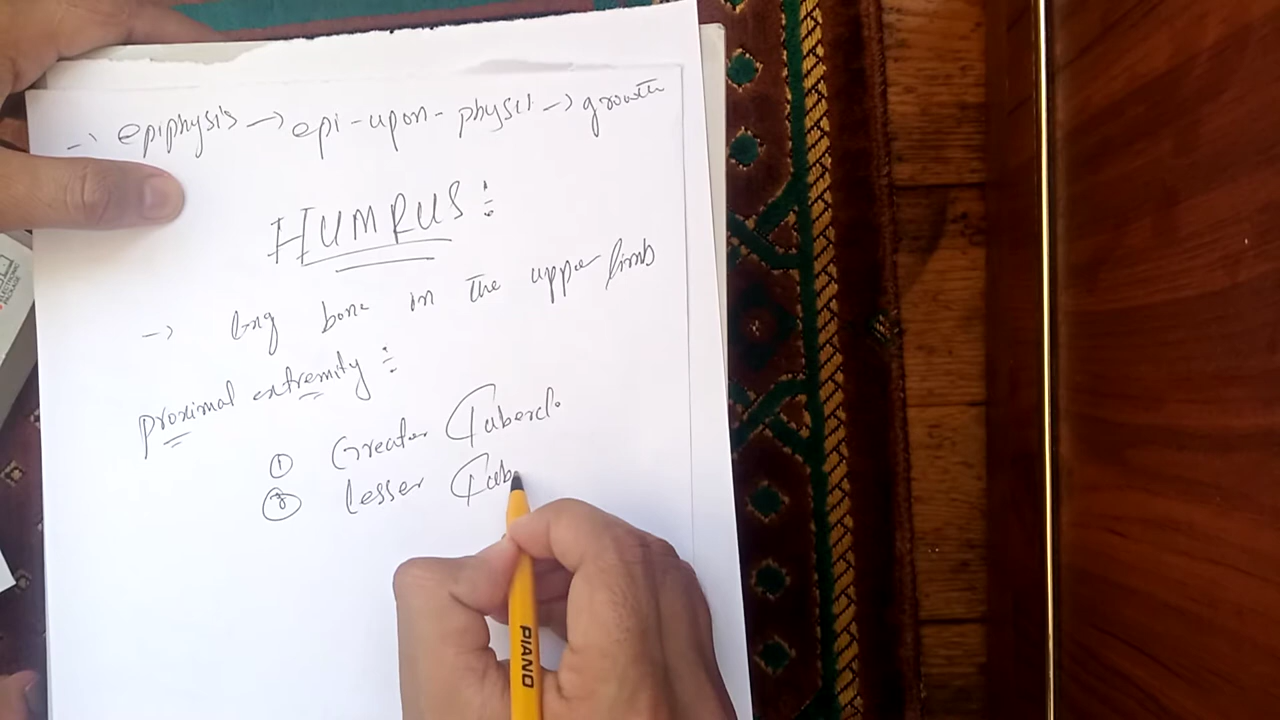 -> epiphysis -> epi-upon-physis -> growth
HUMRUS :
-> long bone in the upper limb
proximal extremity :
① Greater Tubercle
② lesser Tub
PIANO